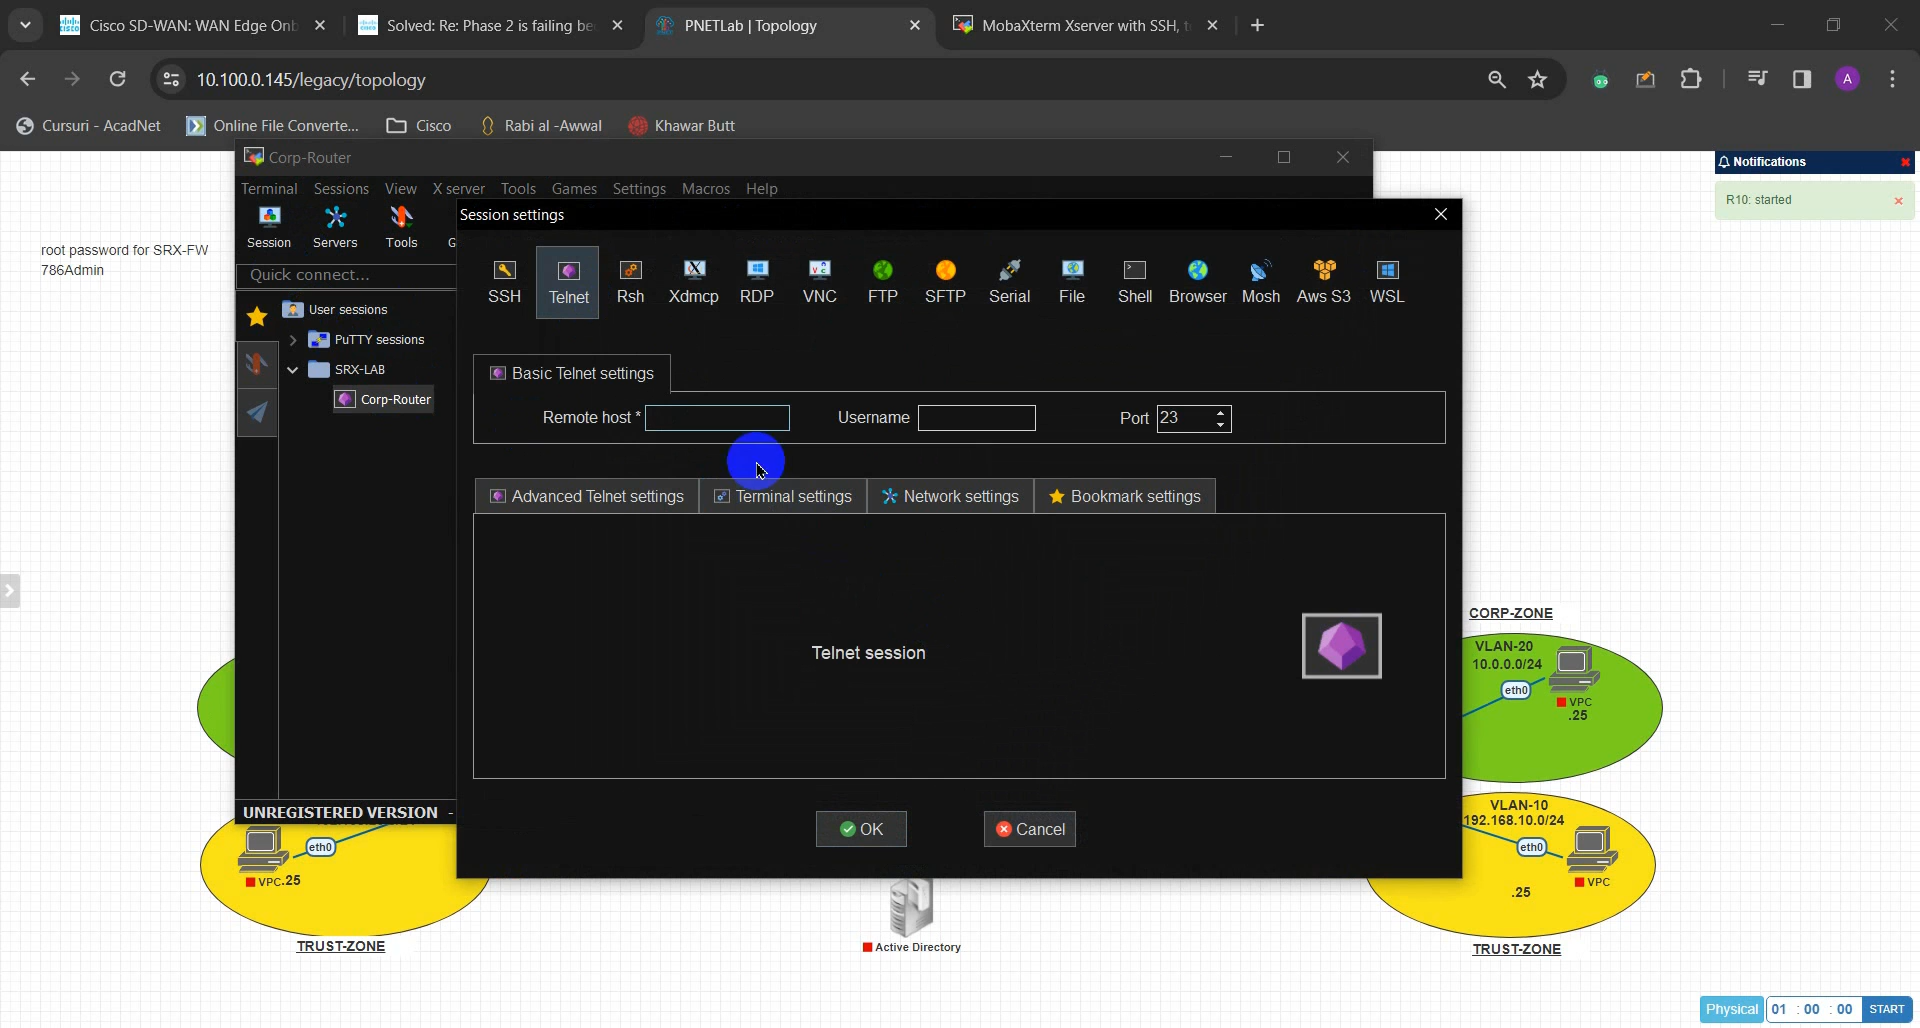 Cisco SD-WAN: WAN Edge Onb
Solved: Re: Phase 2 is failing be
PNETLab | Topology
MobaXterm Xserver with SSH, t
10.100.0.145/legacy/topology
A
Cursuri - AcadNet
Online File Converte...
Cisco
Rabi al -Awwal
Khawar Butt
Corp-Router
Notifications
R10: started
Terminal Sessions View X server Tools Games Settings Macros Help
Session settings
Session Servers Tools G
root password for SRX-FW
786Admin
Quick connect...
SSH Telnet Rsh Xdmcp RDP VNC FTP SFTP Serial File Shell Browser Mosh Aws S3 WSL
User sessions
PuTTY sessions
SRX-LAB
Corp-Router
Basic Telnet settings
Remote host * Username Port 23
Advanced Telnet settings Terminal settings Network settings Bookmark settings
Telnet session
OK Cancel
UNREGISTERED VERSION -
CORP-ZONE
VLAN-20
10.0.0.0/24
eth0
VPC
.25
VLAN-10
192.168.10.0/24
eth0
VPC
.25
TRUST-ZONE
eth0
VPC.25
TRUST-ZONE
Active Directory
Physical 01 : 00 : 00 START